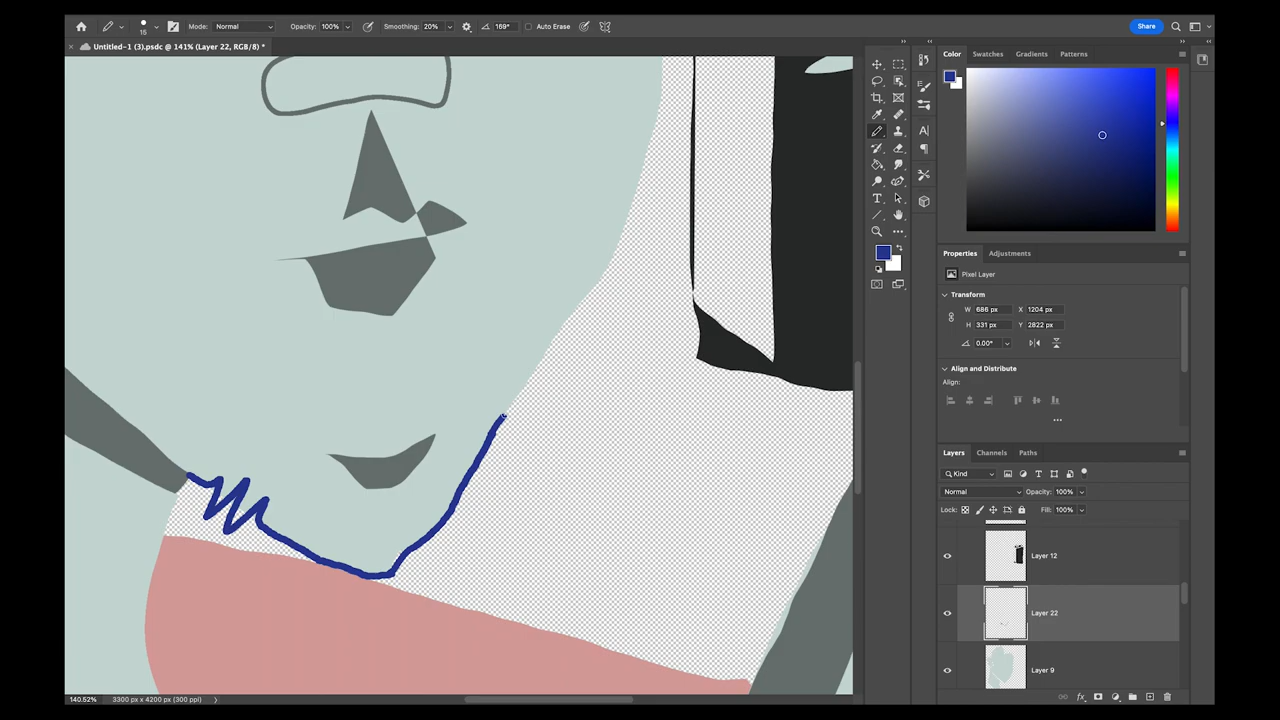 15 Mode: Normal Opacity: 100% Smoothing: 20% 169° Auto Erase Share
× Untitled-1 (3).psdc @ 141% (Layer 22, RGB/8) *
Color Swatches Gradients Patterns
Properties Adjustments
Pixel Layer
Transform
W 686 px X 1204 px
H 331 px Y 2822 px
0.00°
Align and Distribute
Align:
Layers Channels Paths
Kind
Normal Opacity: 100%
Lock: Fill: 100%
Layer 12
Layer 22
Layer 9
fx
140.52% 3300 px x 4200 px (300 ppi)